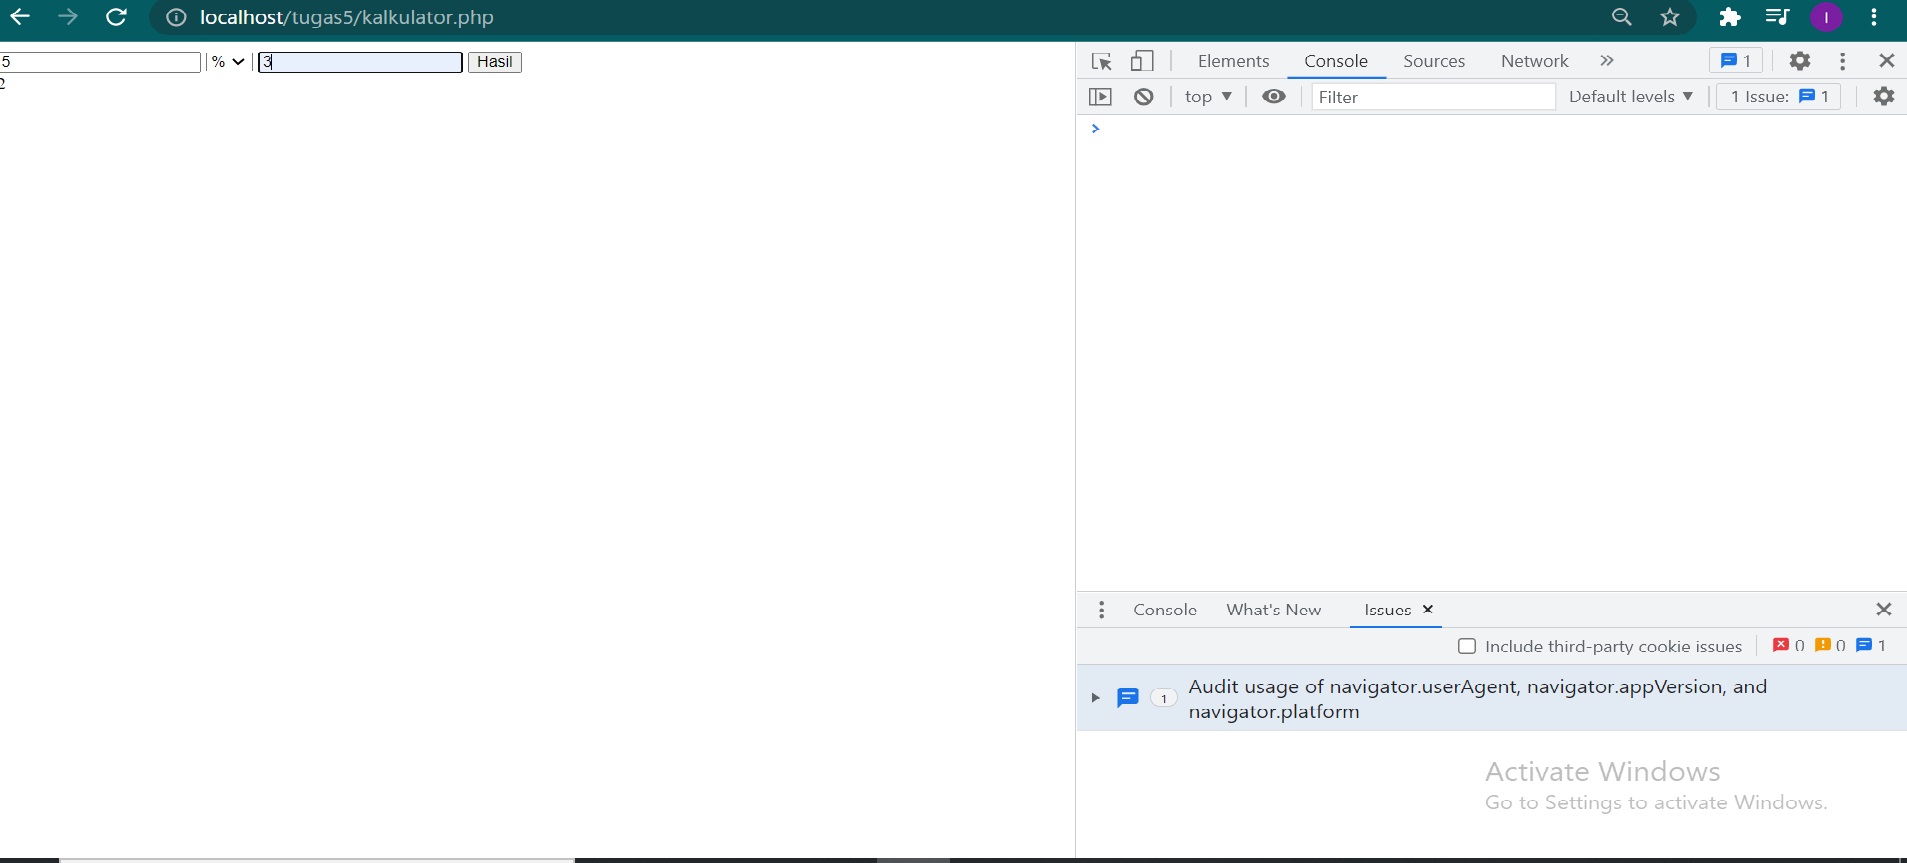 localhost/tugas5/kalkulator.php
I
5 % 3 Hasil
2
Elements Console Sources Network » 1
top ▼ Filter Default levels ▼ 1 Issue: 1
>
Console What's New Issues ×
Include third-party cookie issues 0 0 1
1 Audit usage of navigator.userAgent, navigator.appVersion, and
navigator.platform
Activate Windows
Go to Settings to activate Windows.